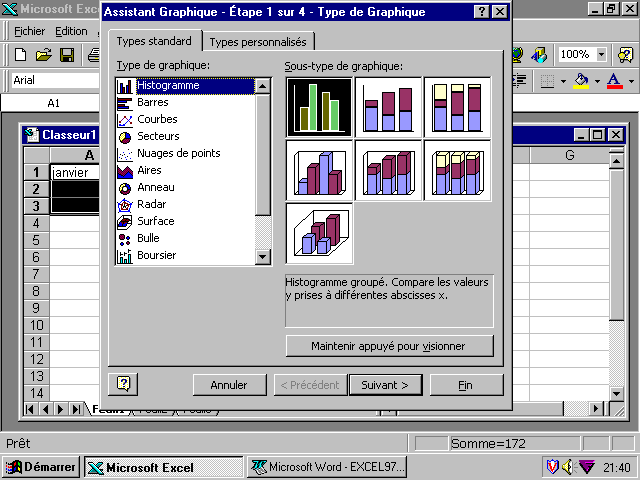 Microsoft Excel
Assistant Graphique - Étape 1 sur 4 - Type de Graphique
Fichier Edition
Types standard Types personnalisés
100%
Arial
Type de graphique: Sous-type de graphique:
A1
Histogramme
Barres
Courbes
Secteurs
Nuages de points
Aires
Anneau
Radar
Surface
Bulle
Boursier
Classeur1
A G
1 janvier
2
3
4
5
6
7
8
9
10
11
12
13
14
Histogramme groupé. Compare les valeurs
y prises à différentes abscisses x.
Maintenir appuyé pour visionner
Annuler < Précédent Suivant > Fin
Prêt Somme=172
Démarrer Microsoft Excel Microsoft Word - EXCEL97... 21:40